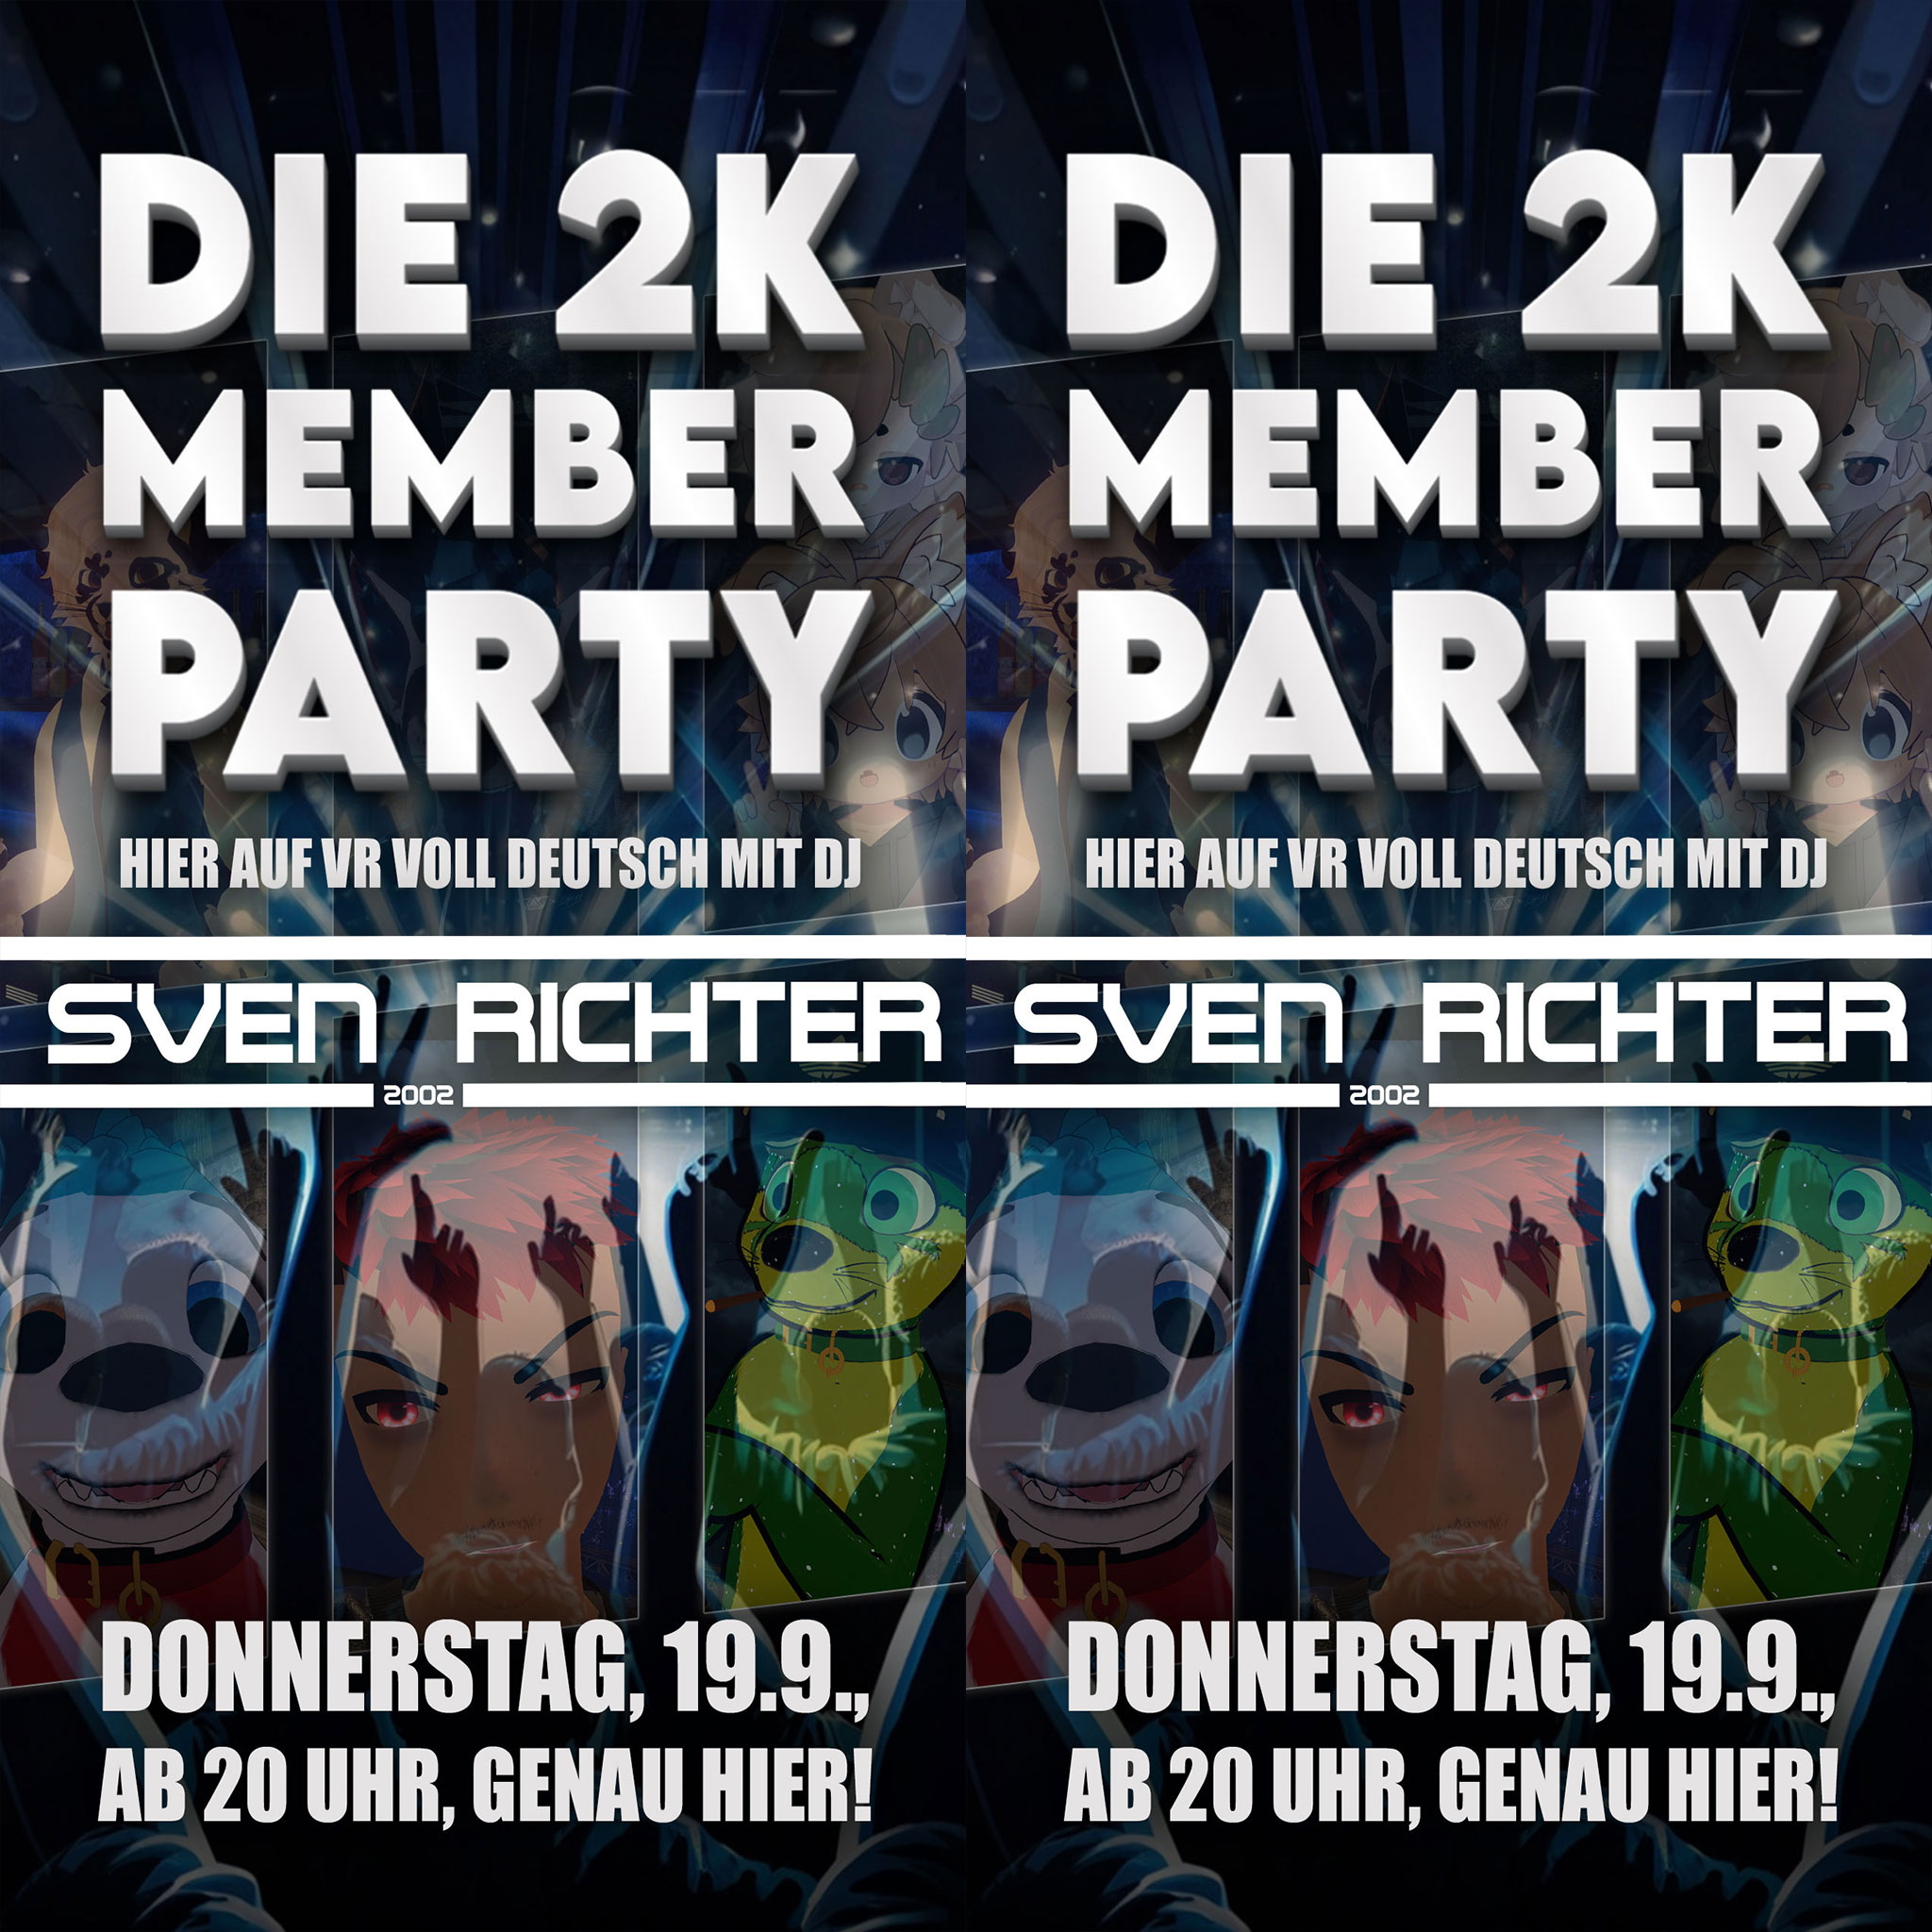 DIE 2K
MEMBER
PARTY
HIER AUF VR VOLL DEUTSCH MIT DJ
SVEN RICHTER
2002
DONNERSTAG, 19.9.,
AB 20 UHR, GENAU HIER!
DIE 2K
MEMBER
PARTY
HIER AUF VR VOLL DEUTSCH MIT DJ
SVEN RICHTER
2002
DONNERSTAG, 19.9.,
AB 20 UHR, GENAU HIER!